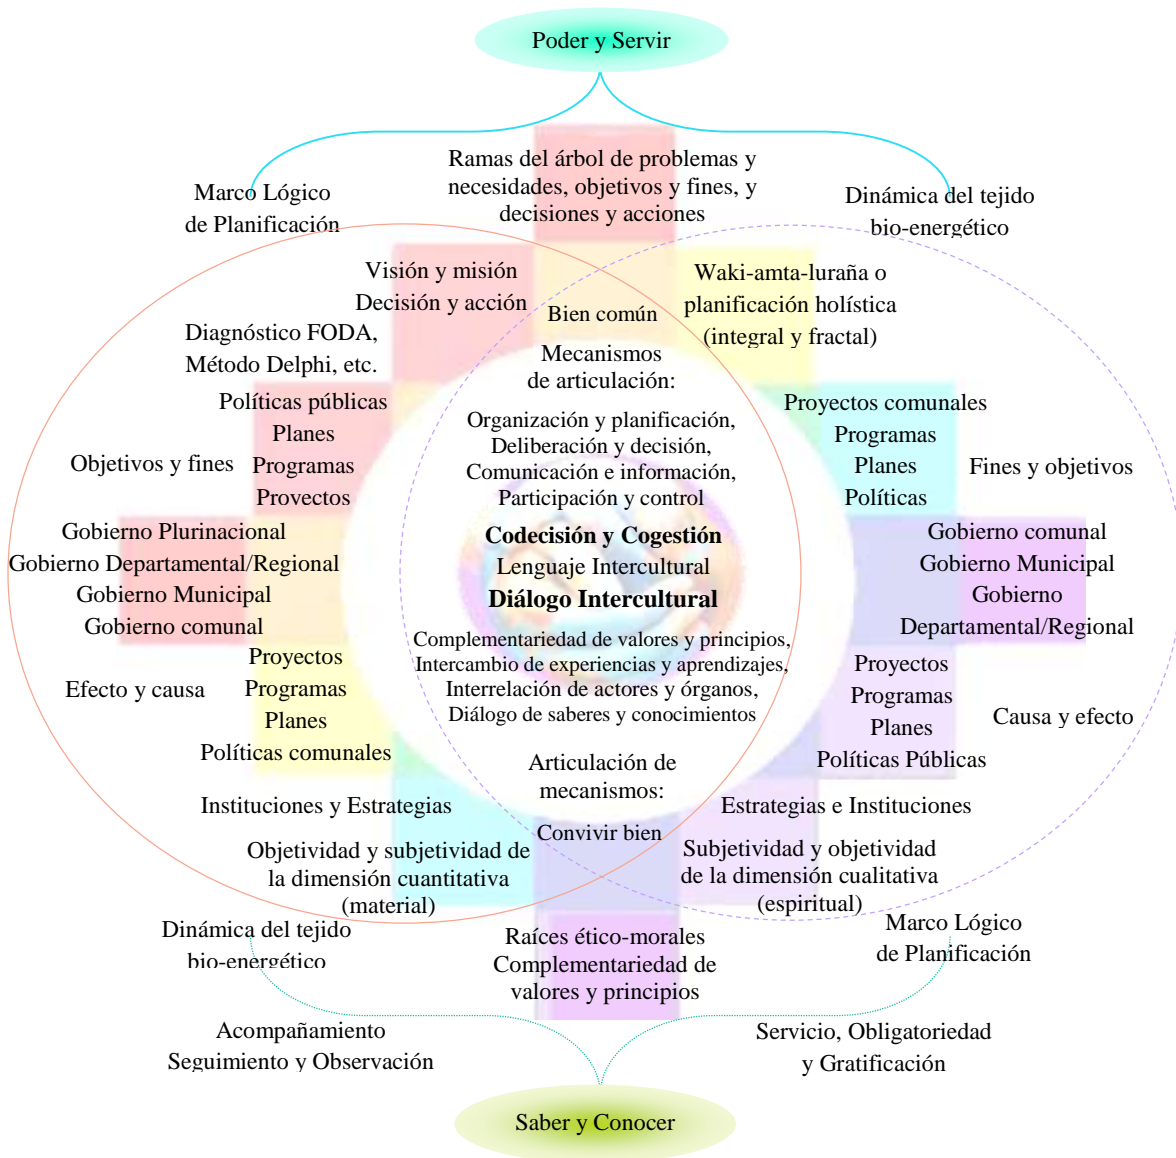 Poder y Servir
Ramas del árbol de problemas y
necesidades, objetivos y fines, y
decisiones y acciones
Marco Lógico
de Planificación
Dinámica del tejido
bio-energético
Visión y misión
Decisión y acción
Bien común
Waki-amta-luraña o
planificación holística
(integral y fractal)
Diagnóstico FODA,
Método Delphi, etc.
Mecanismos
de articulación:
Políticas públicas
Planes
Programas
Proyectos
Objetivos y fines
Organización y planificación,
Deliberación y decisión,
Comunicación e información,
Participación y control
Proyectos comunales
Programas
Planes
Políticas
Fines y objetivos
Gobierno Plurinacional
Gobierno Departamental/Regional
Gobierno Municipal
Gobierno comunal
Codecisión y Cogestión
Lenguaje Intercultural
Diálogo Intercultural
Gobierno comunal
Gobierno Municipal
Gobierno
Departamental/Regional
Complementariedad de valores y principios,
Intercambio de experiencias y aprendizajes,
Interrelación de actores y órganos,
Diálogo de saberes y conocimientos
Efecto y causa
Proyectos
Programas
Planes
Políticas comunales
Proyectos
Programas
Planes
Políticas Públicas
Causa y efecto
Articulación de
mecanismos:
Instituciones y Estrategias
Convivir bien
Estrategias e Instituciones
Objetividad y subjetividad de
la dimensión cuantitativa
(material)
Subjetividad y objetividad
de la dimensión cualitativa
(espiritual)
Dinámica del tejido
bio-energético
Raíces ético-morales
Complementariedad de
valores y principios
Marco Lógico
de Planificación
Acompañamiento
Seguimiento y Observación
Servicio, Obligatoriedad
y Gratificación
Saber y Conocer